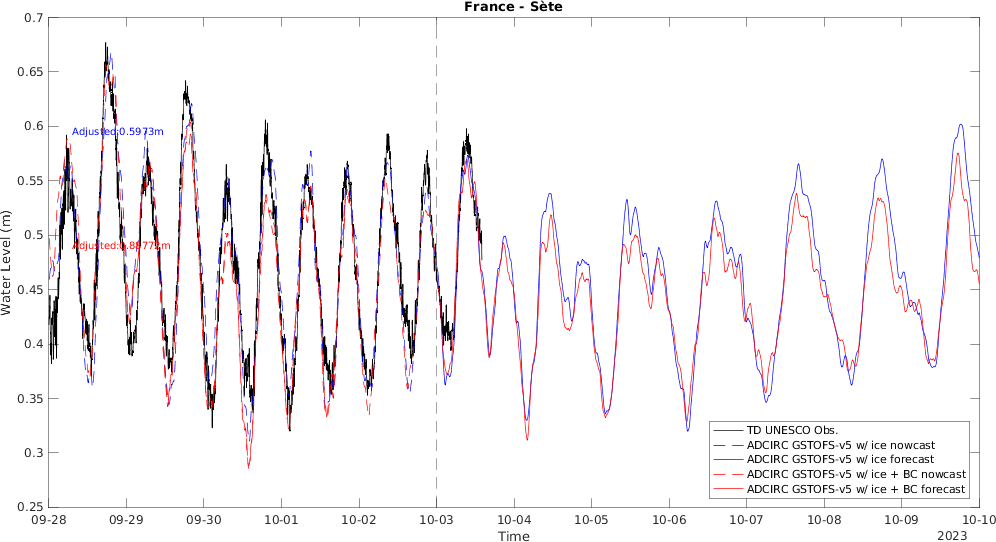 France - Sète
0.7
0.65
0.6
0.55
0.5
0.45
0.4
0.35
0.3
0.25
Water Level (m)
Adjusted:0.5973m
TD UNESCO Obs.
ADCIRC GSTOFS-v5 w/ ice nowcast
ADCIRC GSTOFS-v5 w/ ice forecast
ADCIRC GSTOFS-v5 w/ ice + BC nowcast
ADCIRC GSTOFS-v5 w/ ice + BC forecast
09-28 09-29 09-30 10-01 10-02 10-03 10-04 10-05 10-06 10-07 10-08 10-09 10-10
Time
2023